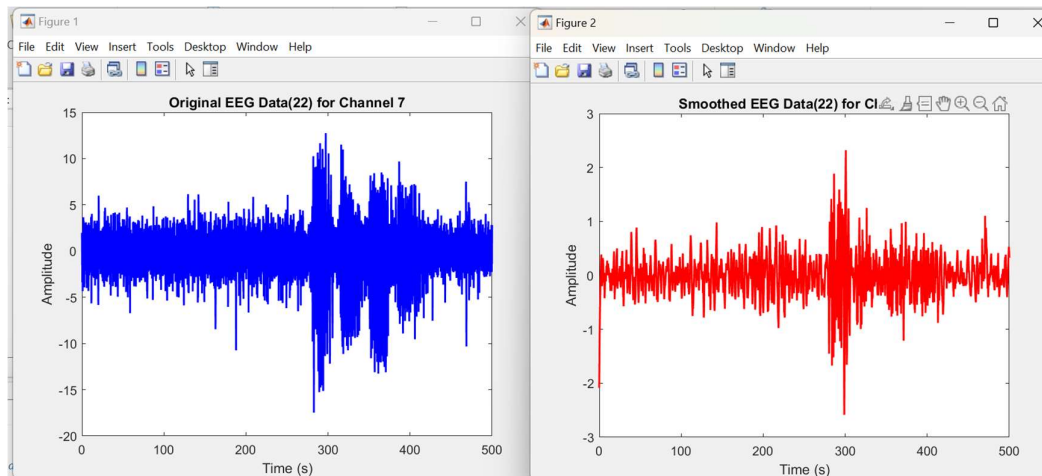 Figure 1
File Edit View Insert Tools Desktop Window Help
Original EEG Data(22) for Channel 7
15
10
5
0
-5
-10
-15
-20
Amplitude
0 100 200 300 400 500
Time (s)
Figure 2
File Edit View Insert Tools Desktop Window Help
Smoothed EEG Data(22) for
3
2
1
0
-1
-2
-3
Amplitude
0 100 200 300 400 500
Time (s)